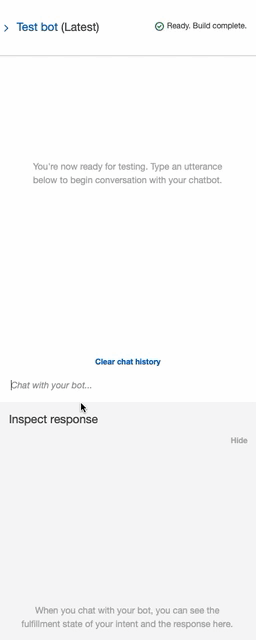 Test bot (Latest)
Ready. Build complete.
You're now ready for testing. Type an utterance
below to begin conversation with your chatbot.
Clear chat history
Chat with your bot...
Inspect response
Hide
When you chat with your bot, you can see the
fulfillment state of your intent and the response here.